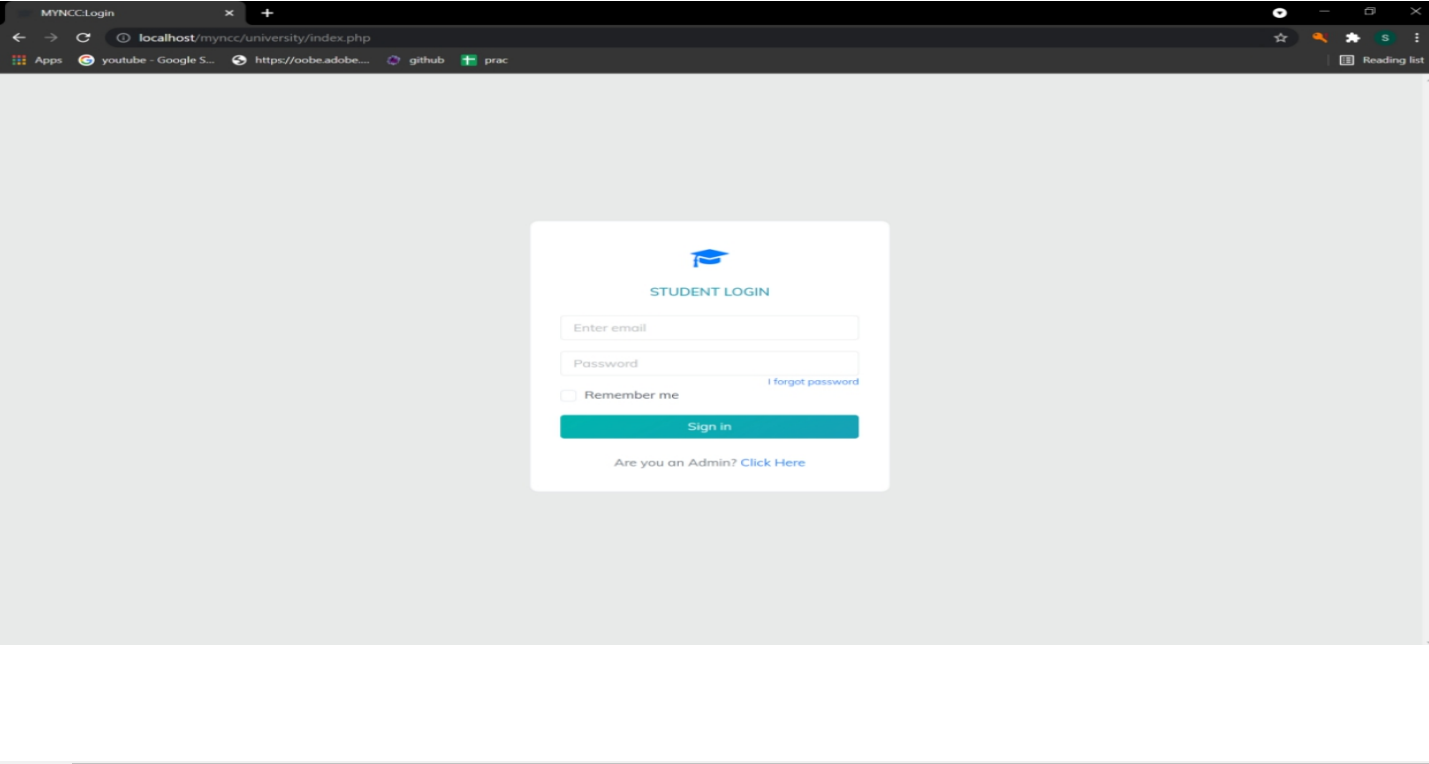 MYNCC:Login
localhost/myncc/university/index.php
S
Apps youtube - Google S... https://oobe.adobe.... github prac Reading list
STUDENT LOGIN
Enter email
Password
I forgot password
Remember me
Sign in
Are you an Admin? Click Here